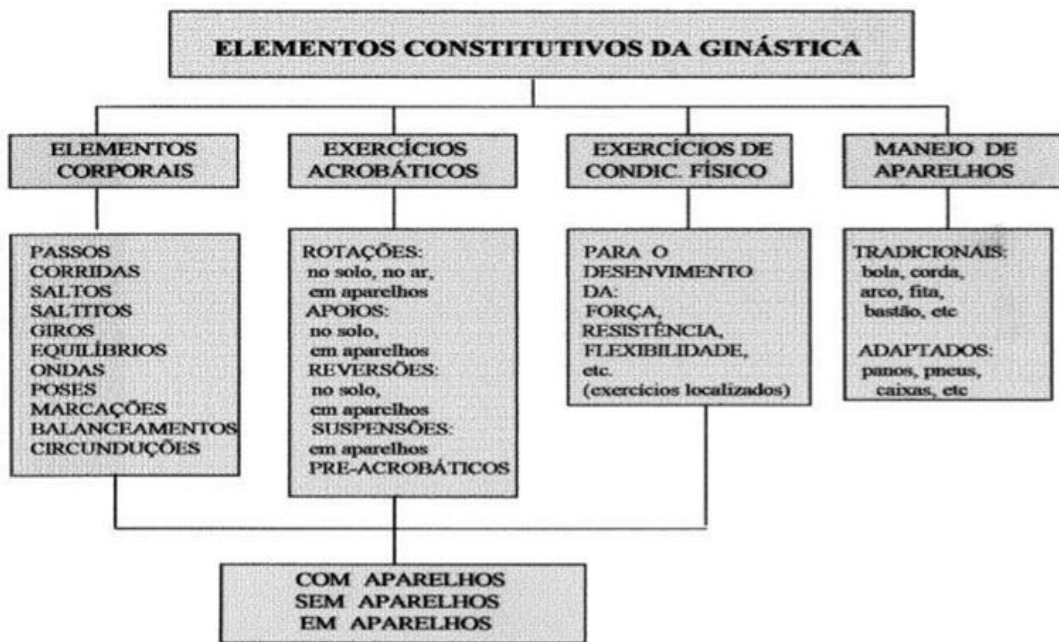 ELEMENTOS CONSTITUTIVOS DA GINÁSTICA
ELEMENTOS
CORPORAIS
EXERCÍCIOS
ACROBÁTICOS
EXERCÍCIOS DE
CONDIC. FÍSICO
MANEJO DE
APARELHOS
PASSOS
CORRIDAS
SALTOS
SALTITOS
GIROS
EQUILÍBRIOS
ONDAS
POSES
MARCAÇÕES
BALANCEAMENTOS
CIRCUNDUÇÕES
ROTAÇÕES:
no solo, no ar,
em aparelhos
APOIOS:
no solo,
em aparelhos
REVERSÕES:
no solo,
em aparelhos
SUSPENSÕES:
em aparelhos
PRE-ACROBÁTICOS
PARA O
DESENVIMENTO
DA:
FORÇA,
RESISTÊNCIA,
FLEXIBILIDADE,
etc.
(exercícios localizados)
TRADICIONAIS:
bola, corda,
arco, fita,
bastão, etc
ADAPTADOS:
panos, pneus,
caixas, etc
COM APARELHOS
SEM APARELHOS
EM APARELHOS